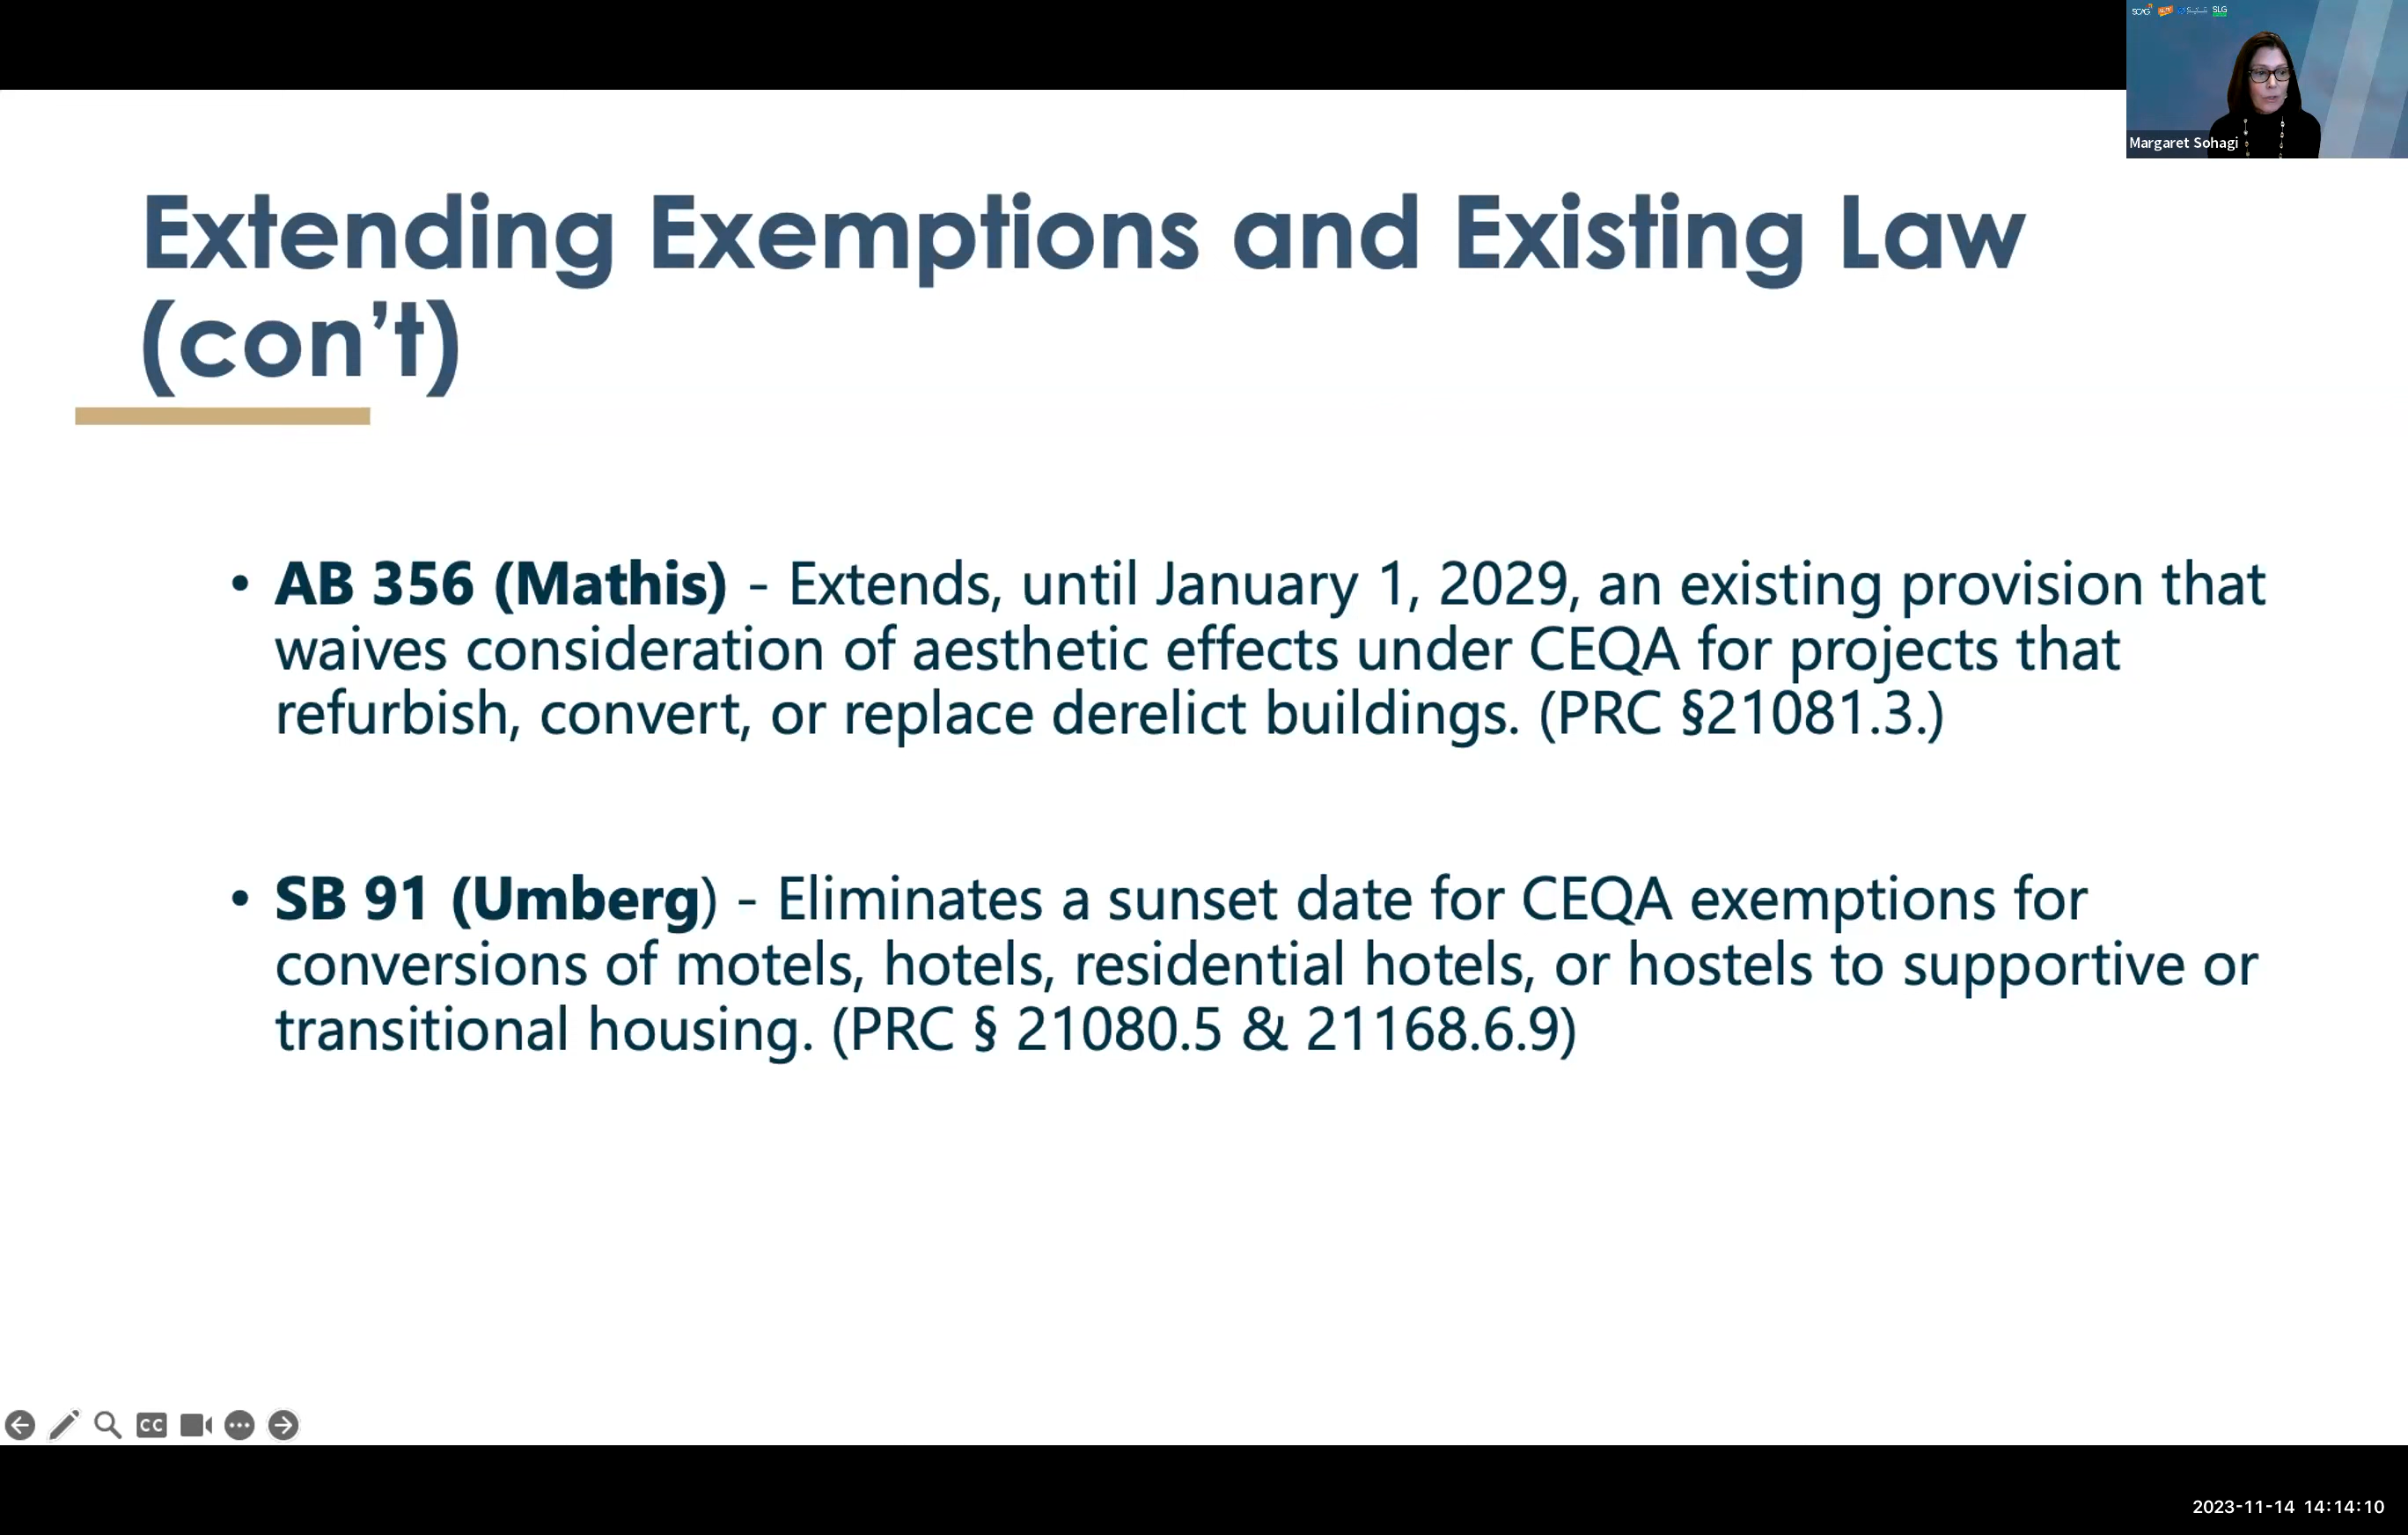 SCAG
SLG
Margaret Sohagi
Extending Exemptions and Existing Law
(con’t)
• AB 356 (Mathis) - Extends, until January 1, 2029, an existing provision that
waives consideration of aesthetic effects under CEQA for projects that
refurbish, convert, or replace derelict buildings. (PRC §21081.3.)
• SB 91 (Umberg) - Eliminates a sunset date for CEQA exemptions for
conversions of motels, hotels, residential hotels, or hostels to supportive or
transitional housing. (PRC § 21080.5 & 21168.6.9)
CC
2023-11-14 14:14:10